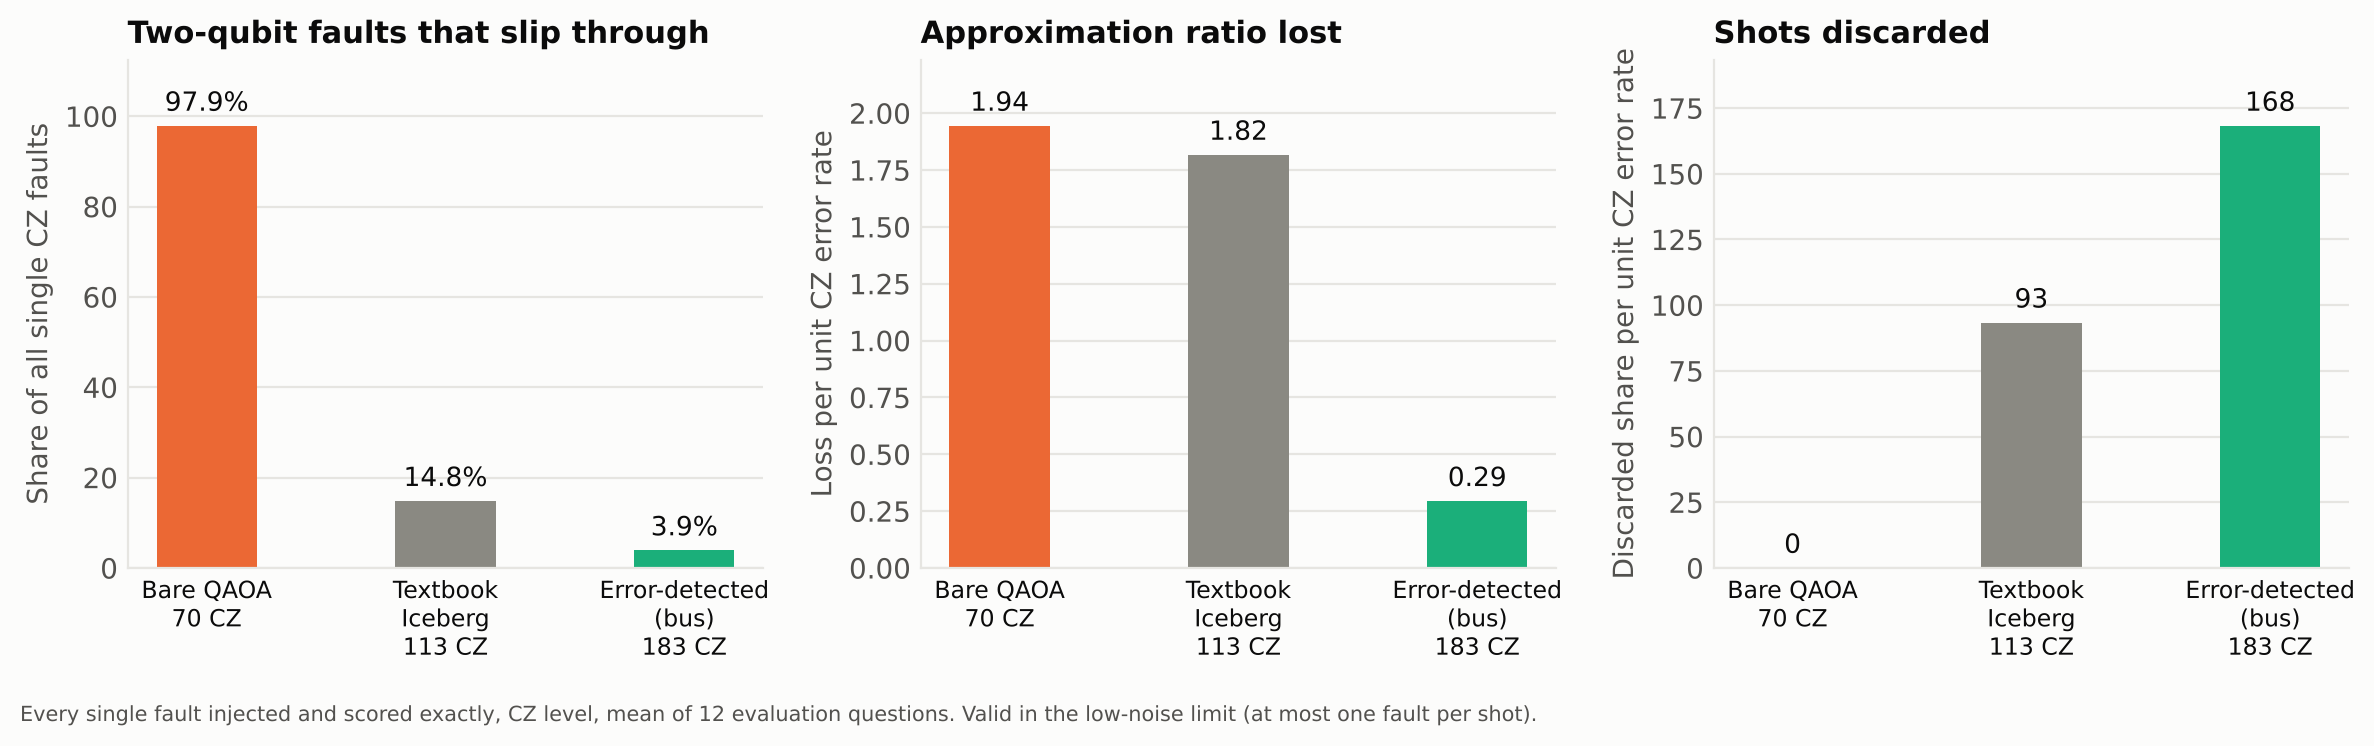 Two-qubit faults that slip through
Share of all single CZ faults
100
80
60
40
20
0
97.9%
14.8%
3.9%
Bare QAOA
70 CZ
Textbook
Iceberg
113 CZ
Error-detected
(bus)
183 CZ
Approximation ratio lost
Loss per unit CZ error rate
2.00
1.75
1.50
1.25
1.00
0.75
0.50
0.25
0.00
1.94
1.82
0.29
Bare QAOA
70 CZ
Textbook
Iceberg
113 CZ
Error-detected
(bus)
183 CZ
Shots discarded
Discarded share per unit CZ error rate
175
150
125
100
75
50
25
0
0
93
168
Bare QAOA
70 CZ
Textbook
Iceberg
113 CZ
Error-detected
(bus)
183 CZ
Every single fault injected and scored exactly, CZ level, mean of 12 evaluation questions. Valid in the low-noise limit (at most one fault per shot).